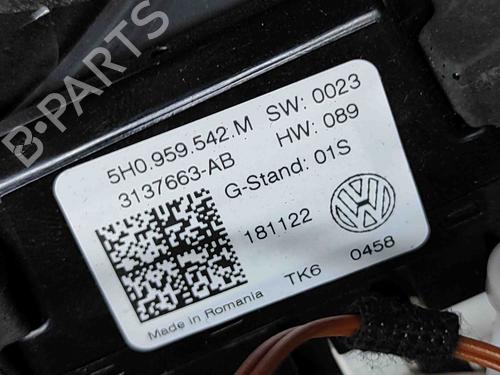 B-PARTS
5H0.959.542.M SW: 0023
3137663-AB HW: 089
G-Stand: 01S
181122
Made in Romania TK6 0458